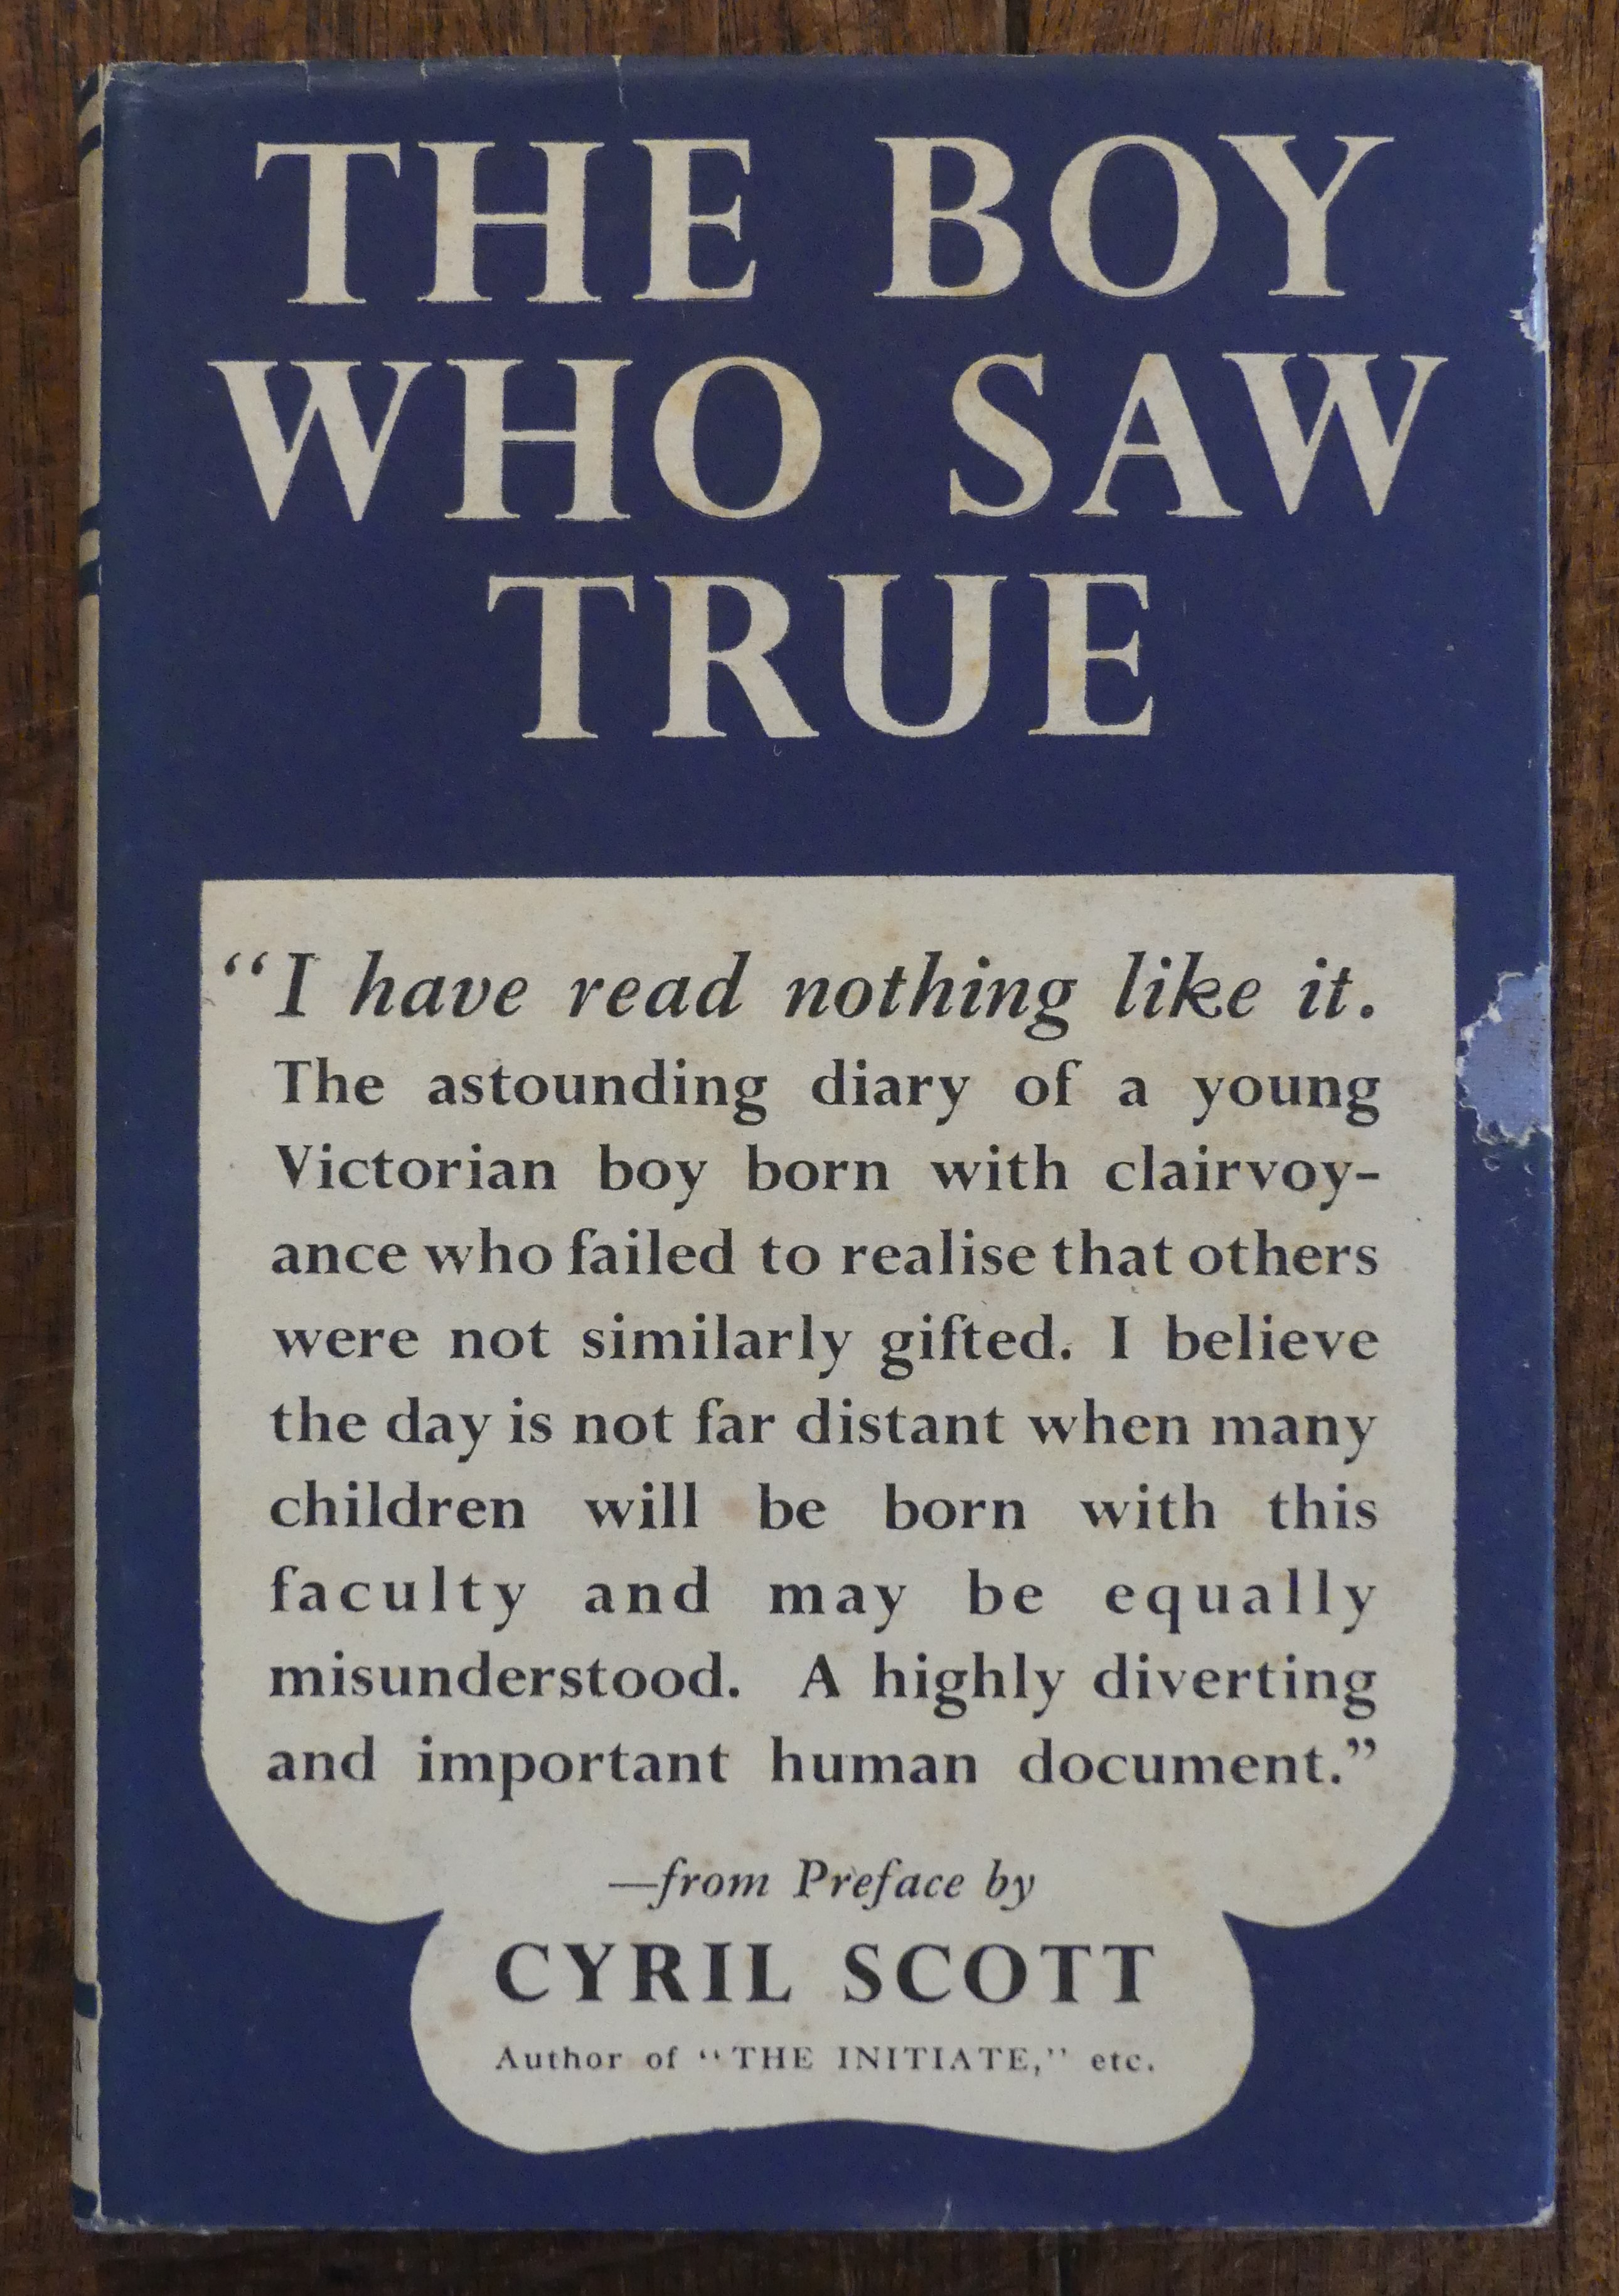 THE BOY
WHO SAW
TRUE
“I have read nothing like it.
The astounding diary of a young
Victorian boy born with clairvoy-
ance who failed to realise that others
were not similarly gifted. I believe
the day is not far distant when many
children will be born with this
faculty and may be equally
misunderstood. A highly diverting
and important human document.”
—from Preface by
CYRIL SCOTT
Author of “THE INITIATE,” etc.